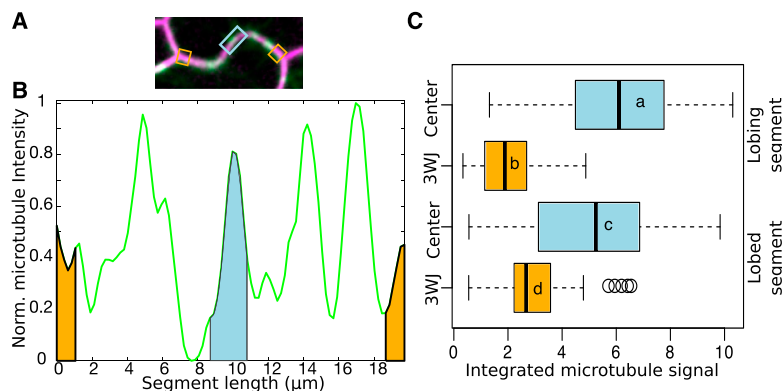 A
B
Norm. microtubule Intensity
1
0.8
0.6
0.4
0.2
0
0 2 4 6 8 10 12 14 16 18
Segment length (μm)
C
Center
3WJ
Center
3WJ
a
b
c
d
Lobing
segment
Lobed
segment
0 2 4 6 8 10
Integrated microtubule signal